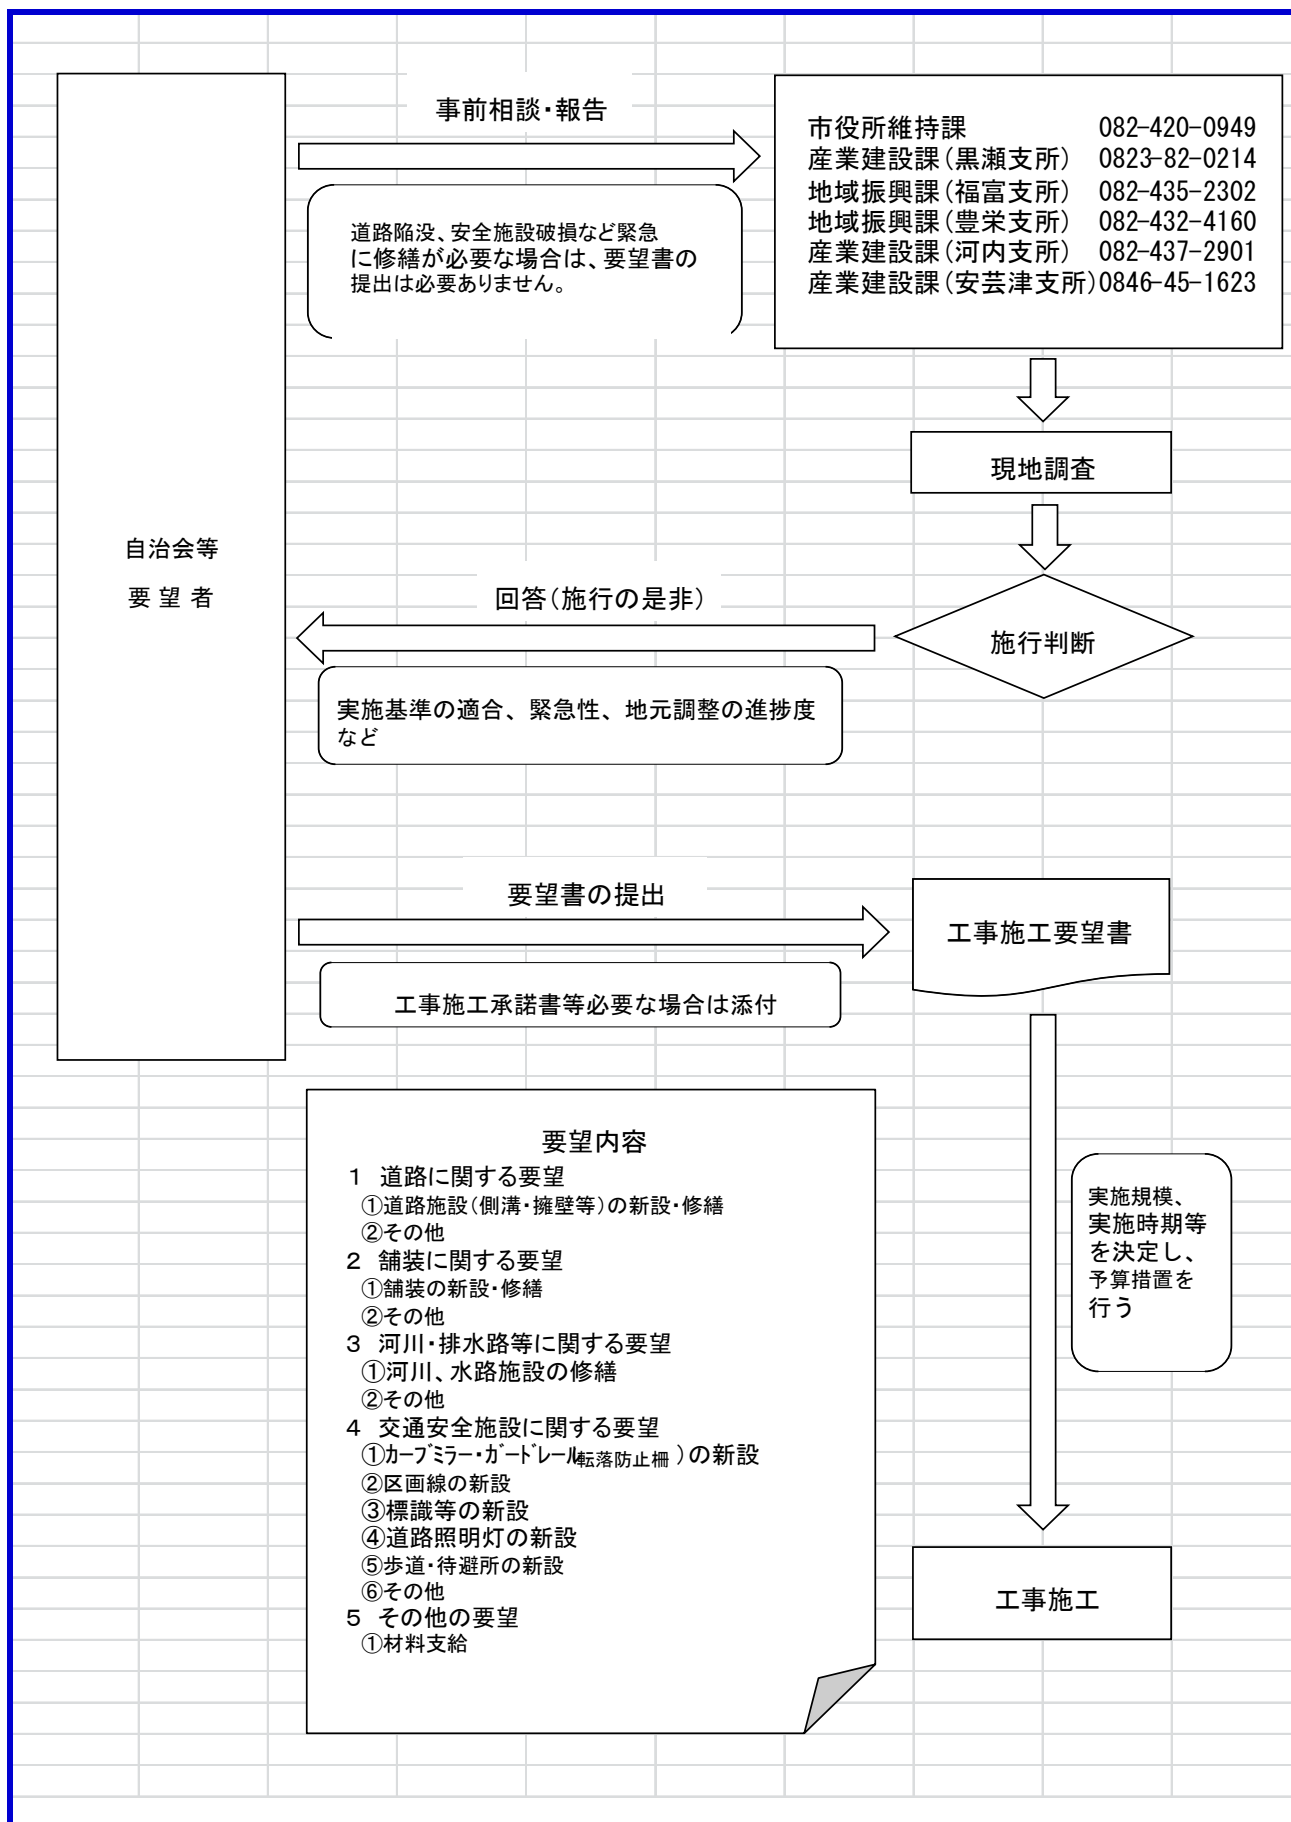 事前相談・報告
市役所維持課 082-420-0949
産業建設課(黒瀬支所) 0823-82-0214
地域振興課(福富支所) 082-435-2302
地域振興課(豊栄支所) 082-432-4160
産業建設課(河内支所) 082-437-2901
産業建設課(安芸津支所) 0846-45-1623
道路陥没、安全施設破損など緊急
に修繕が必要な場合は、要望書の
提出は必要ありません。
現地調査
自治会等
要 望 者
回答(施行の是非)
施行判断
実施基準の適合、緊急性、地元調整の進捗度
など
要望書の提出
工事施工要望書
工事施工承諾書等必要な場合は添付
要望内容
1 道路に関する要望
①道路施設(側溝・擁壁等)の新設・修繕
②その他
2 舗装に関する要望
①舗装の新設・修繕
②その他
3 河川・排水路等に関する要望
①河川、水路施設の修繕
②その他
4 交通安全施設に関する要望
①カーブミラー・ガードレール転落防止柵)の新設
②区画線の新設
③標識等の新設
④道路照明灯の新設
⑤歩道・待避所の新設
⑥その他
5 その他の要望
①材料支給
実施規模、
実施時期等
を決定し、
予算措置を
行う
工事施工